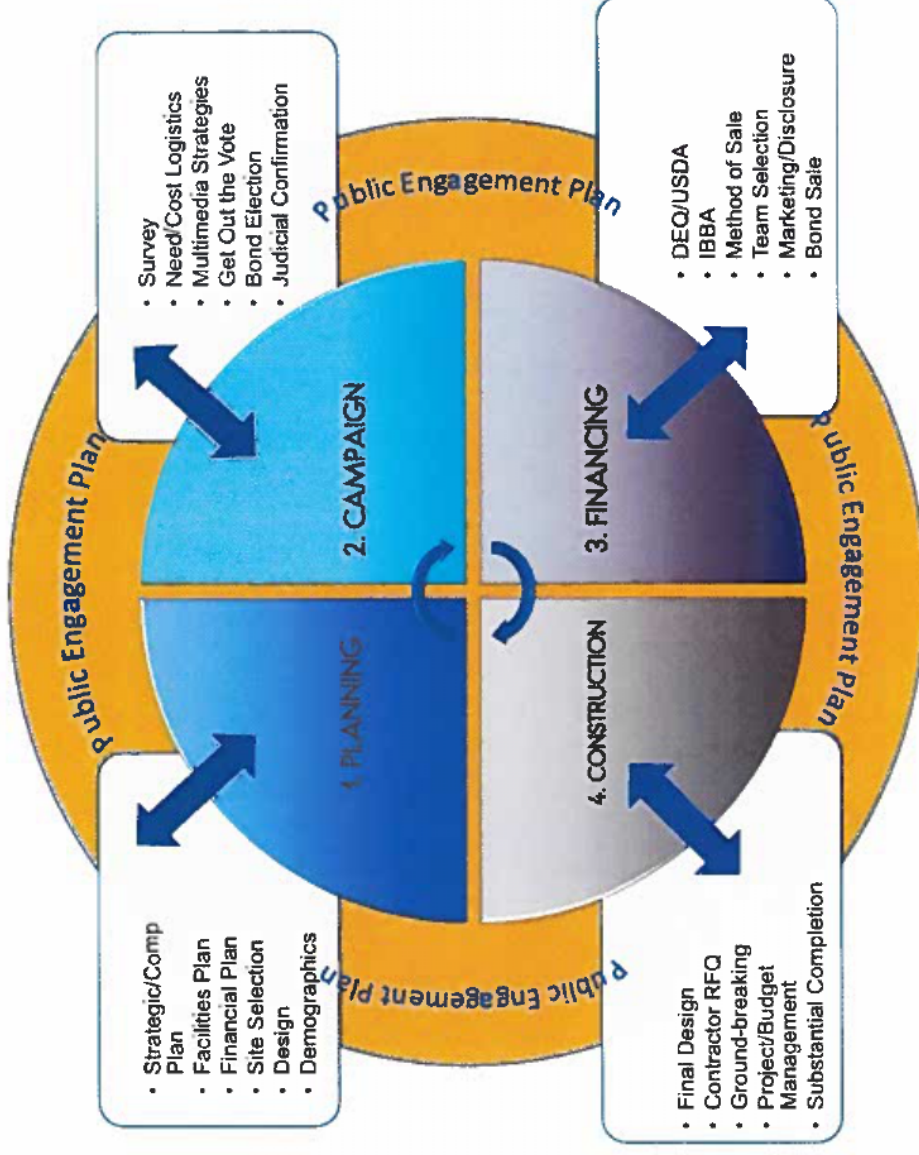 Public Engagement Plan
• Strategic/Comp
Plan
• Facilities Plan
• Financial Plan
• Site Selection
• Design
• Demographics
1. PLANNING
• Survey
• Need/Cost Logistics
• Multimedia Strategies
• Get Out the Vote
• Bond Election
• Judicial Confirmation
2. CAMPAIGN
Public Engagement Plan
• DEQ/USDA
• IBBA
• Method of Sale
• Team Selection
• Marketing/Disclosure
• Bond Sale
3. FINANCING
Public Engagement Plan
• Final Design
• Contractor RFQ
• Ground-breaking
• Project/Budget
Management
• Substantial Completion
4. CONSTRUCTION
Public Engagement Plan